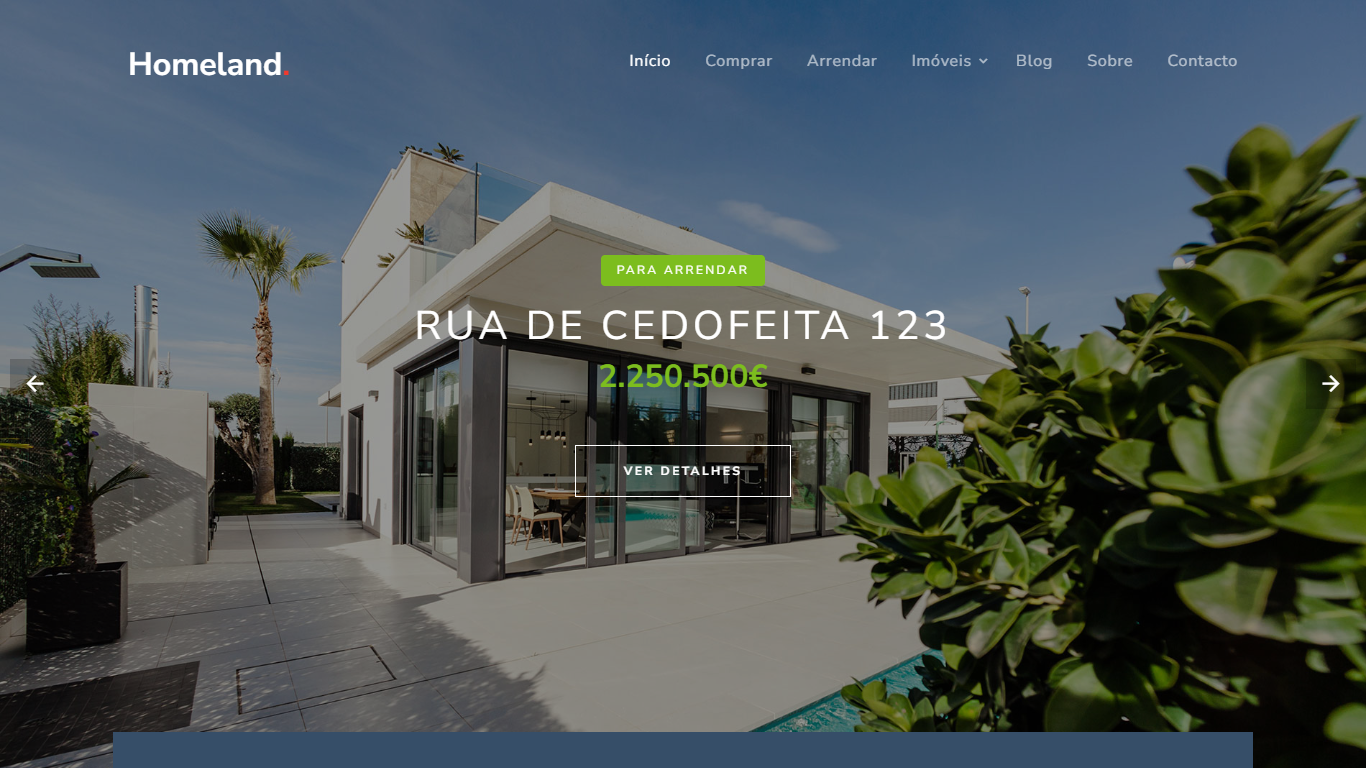 Homeland.
Início Comprar Arrendar Imóveis Blog Sobre Contacto
PARA ARRENDAR
RUA DE CEDOFEITA 123
2.250.500€
VER DETALHES